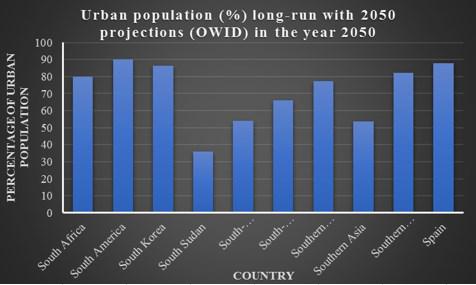 Urban population (%) long-run with 2050
projections (OWID) in the year 2050
PERCENTAGE OF URBAN
POPULATION
100
90
80
70
60
50
40
30
20
10
0
South Africa
South America
South Korea
South Sudan
South-…
South-…
Southern…
Southern Asia
Southern…
Spain
COUNTRY